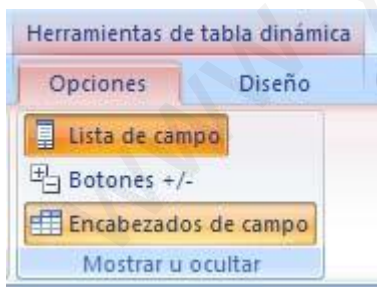 Herramientas de tabla dinámica
Opciones Diseño
Lista de campo
Botones +/-
Encabezados de campo
Mostrar u ocultar